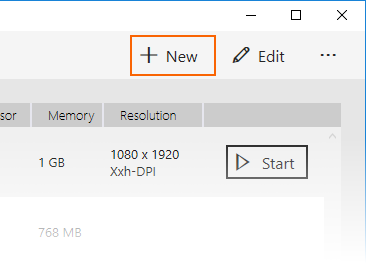 New Edit ...
sor Memory Resolution
1 GB 1080 x 1920 Start
Xxh-DPI
768 MB